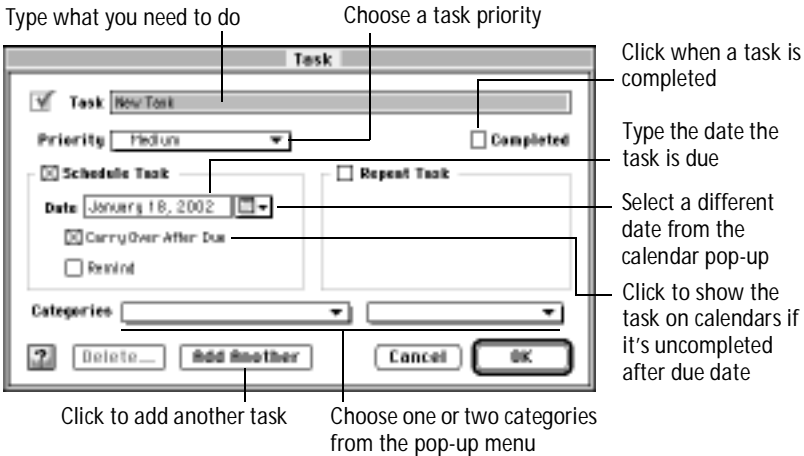 Type what you need to do
Choose a task priority
Task
Click when a task is
completed
Task New Task
Priority Medium
Completed
Type the date the
task is due
Schedule Task
Repeat Task
Date January 18, 2002
Select a different
date from the
calendar pop-up
Carry Over After Due
Remind
Click to show the
task on calendars if
it's uncompleted
after due date
Categories
? Delete... Add Another Cancel OK
Click to add another task
Choose one or two categories
from the pop-up menu